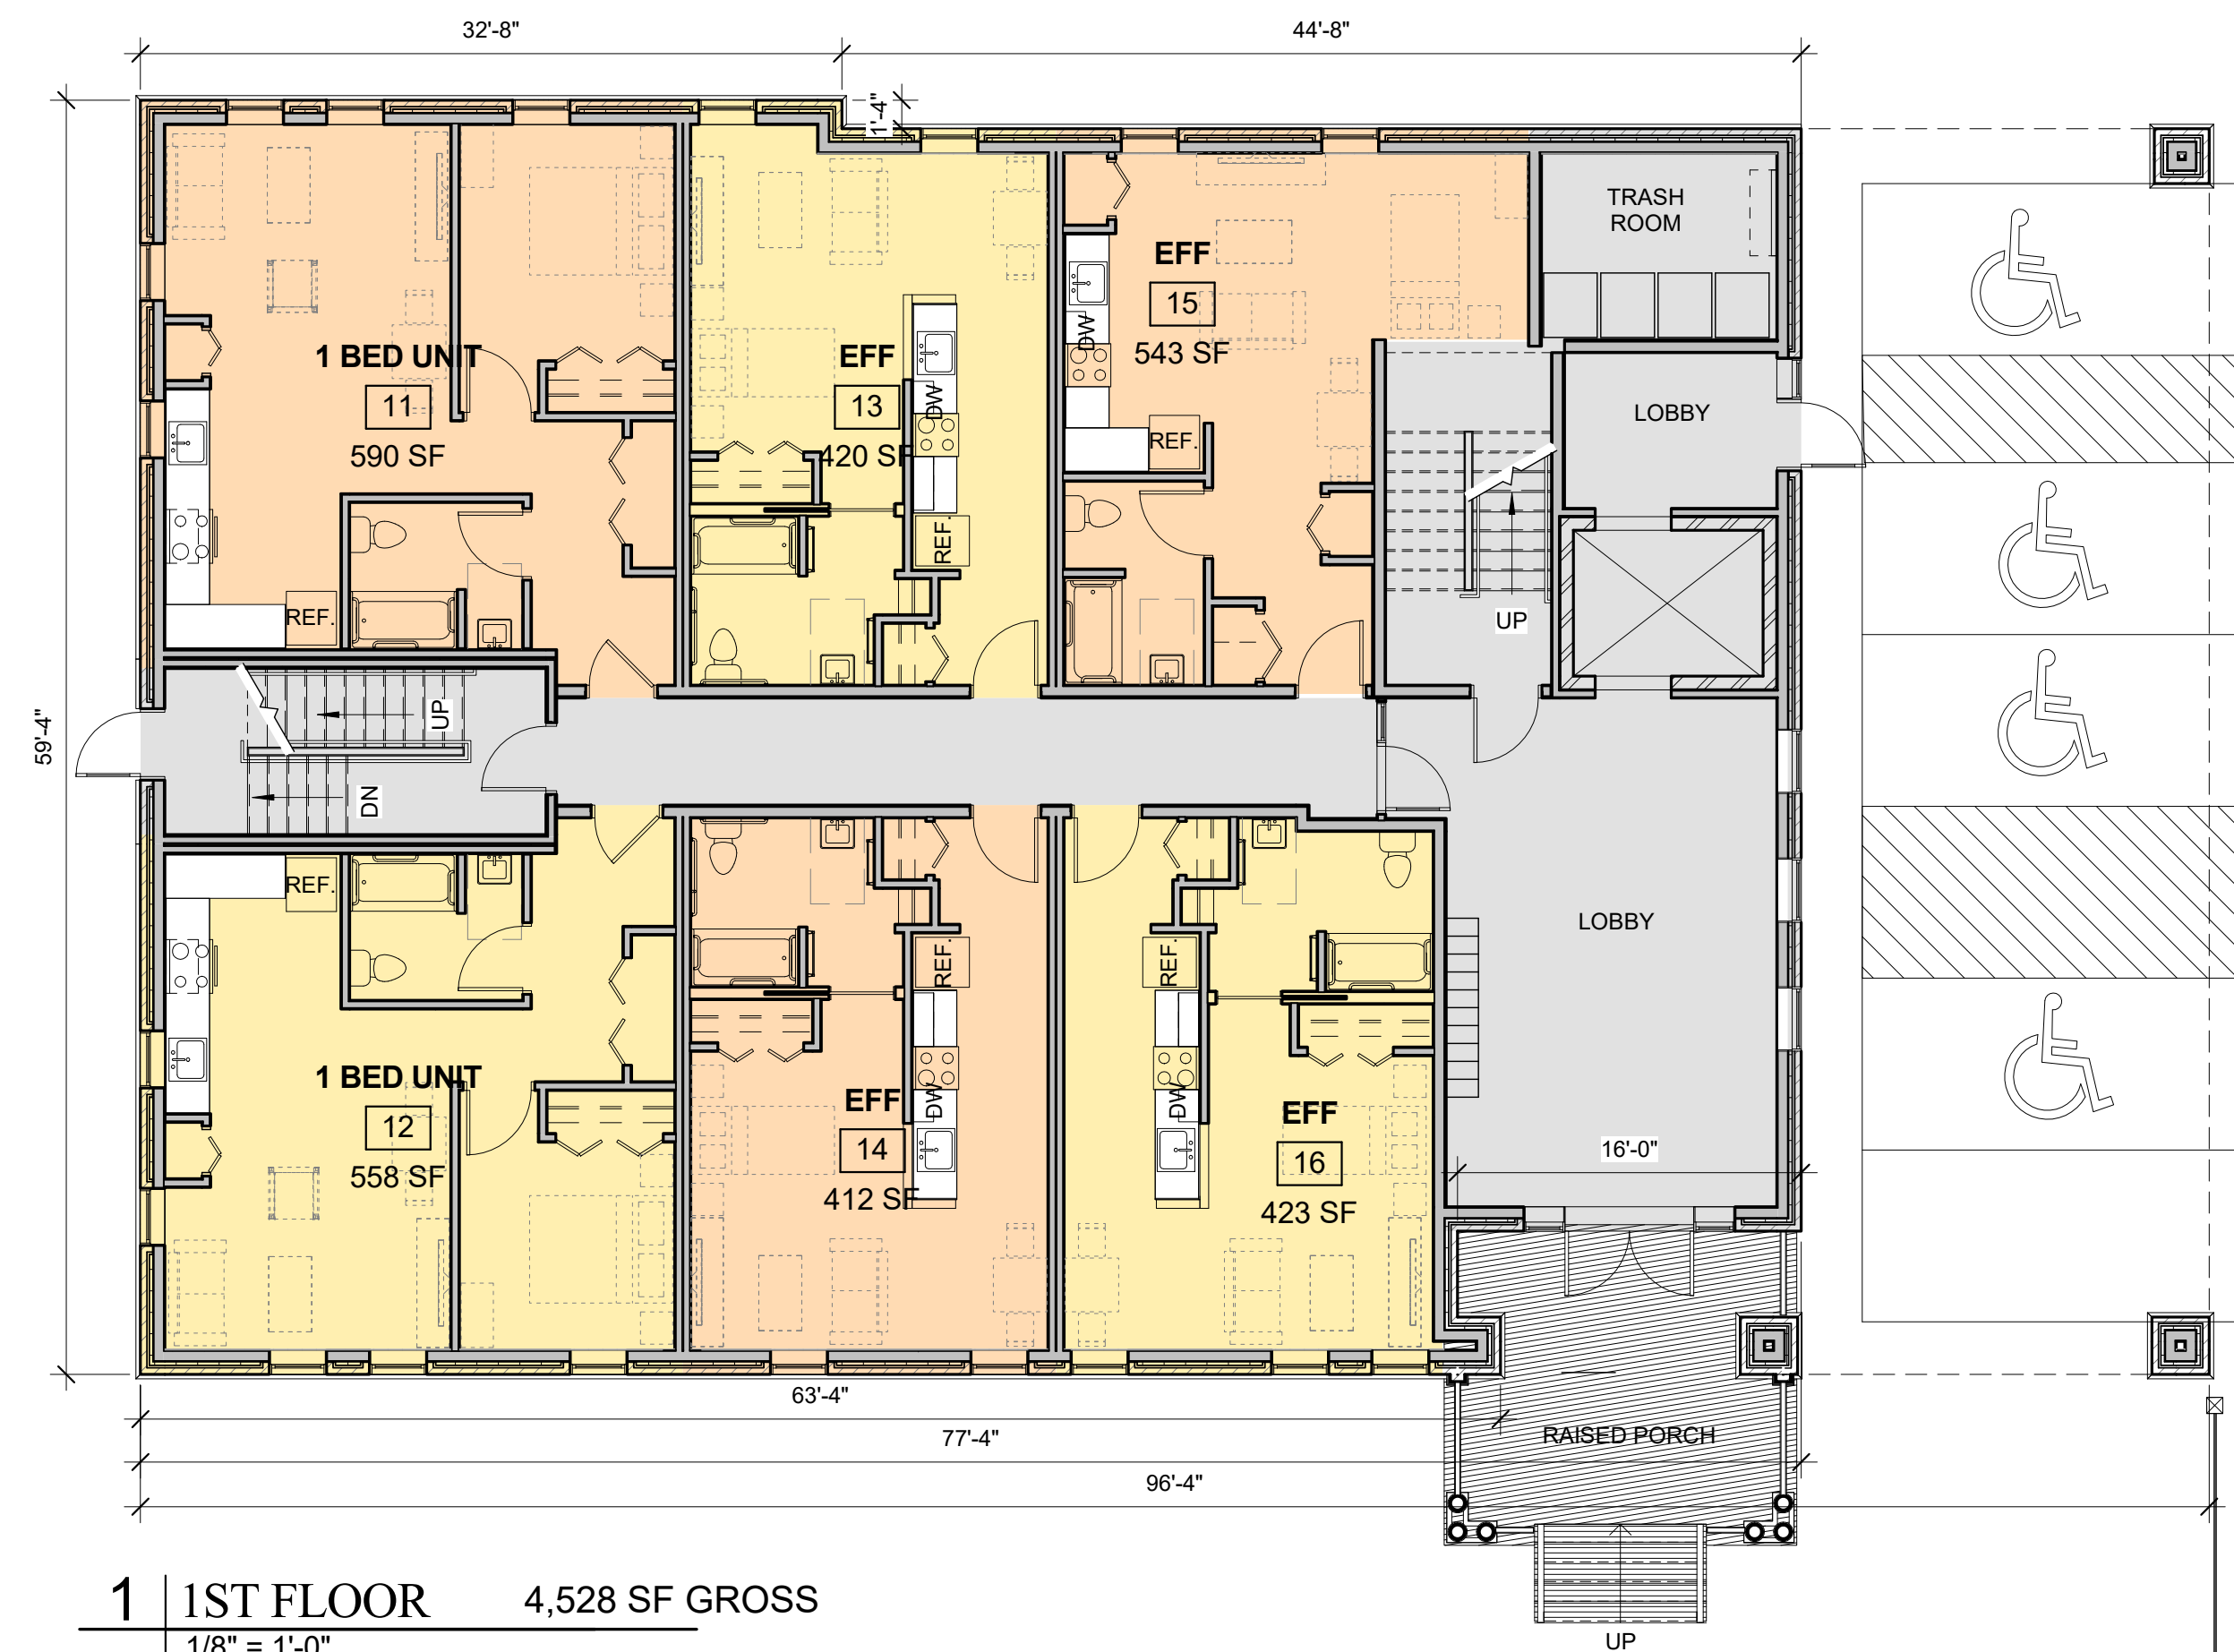 32'-8"
44'-8"
1'-4"
59'-4"
TRASH
ROOM
EFF
15
543 SF
DW
REF.
1 BED UNIT
11
590 SF
REF.
EFF
13
420 SF
DW
REF.
LOBBY
UP
UP
DN
REF.
1 BED UNIT
12
558 SF
REF.
DW
EFF
14
412 SF
REF.
DW
EFF
16
423 SF
LOBBY
16'-0"
63'-4"
77'-4"
96'-4"
RAISED PORCH
UP
1
1ST FLOOR
4,528 SF GROSS
1/8" = 1'-0"